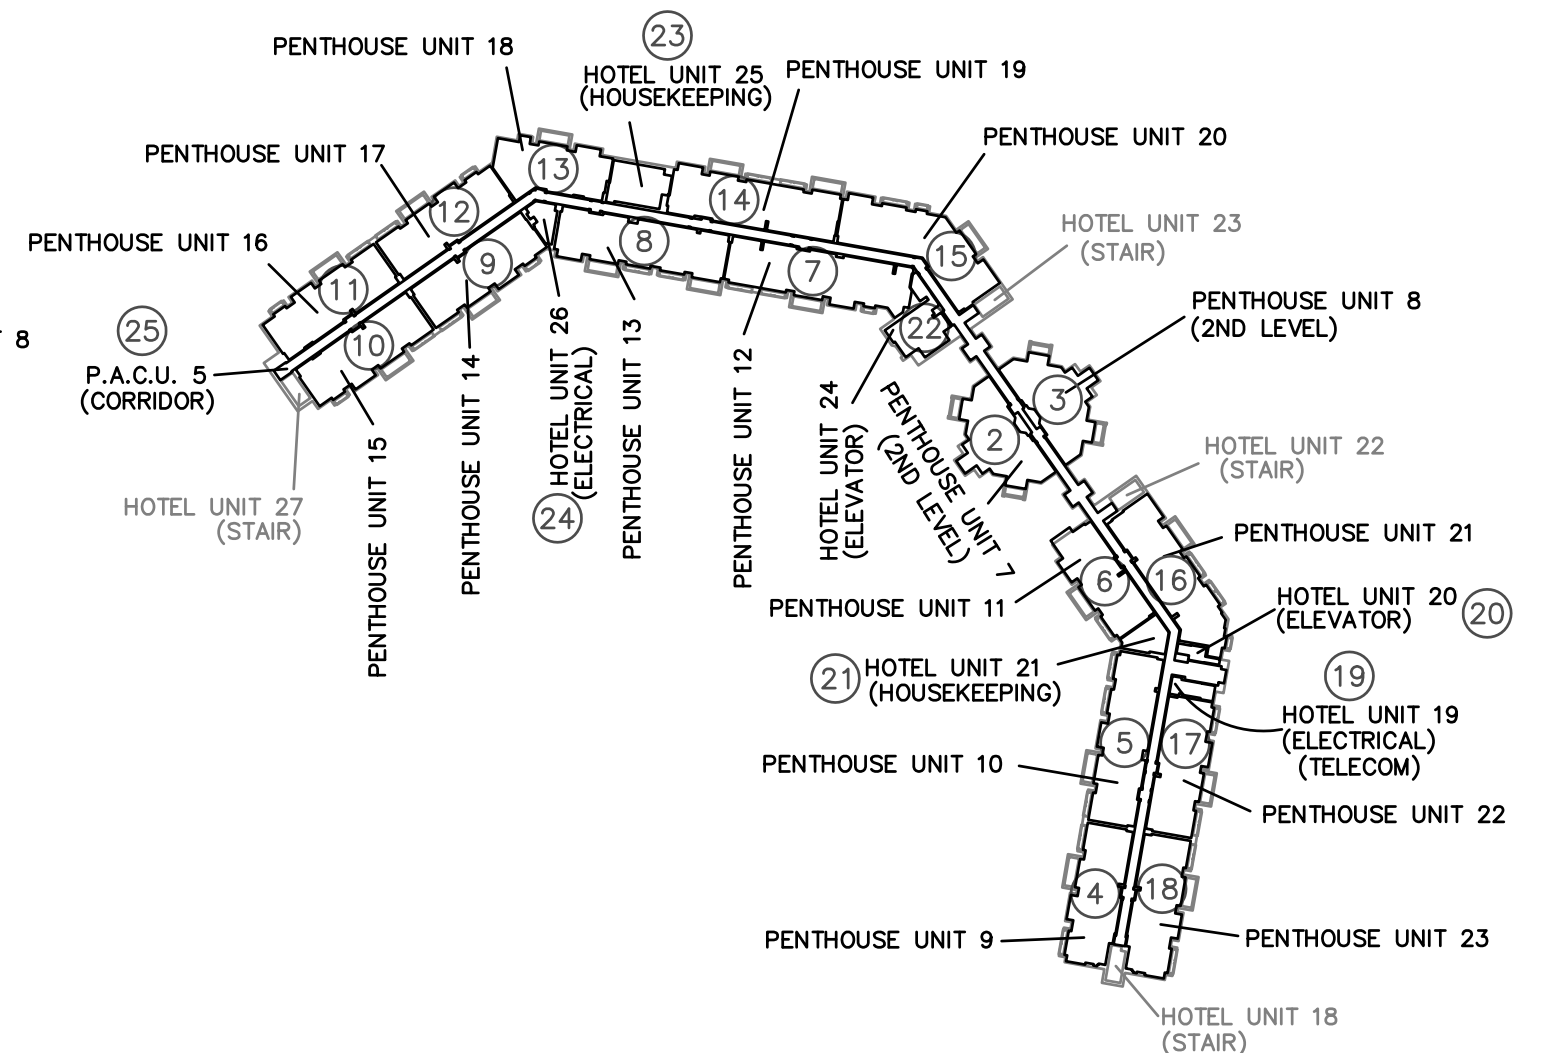 PENTHOUSE UNIT 18
23
HOTEL UNIT 25
(HOUSEKEEPING)
PENTHOUSE UNIT 19
PENTHOUSE UNIT 20
PENTHOUSE UNIT 17
13
14
12
HOTEL UNIT 23
(STAIR)
PENTHOUSE UNIT 16
8
15
9
7
11
PENTHOUSE UNIT 8
(2ND LEVEL)
8
25
10
22
P.A.C.U. 5
(CORRIDOR)
3
2
PENTHOUSE UNIT 15
PENTHOUSE UNIT 14
HOTEL UNIT 26
(ELECTRICAL)
24
PENTHOUSE UNIT 13
PENTHOUSE UNIT 12
HOTEL UNIT 24
(ELEVATOR)
PENTHOUSE UNIT 7
(2ND LEVEL)
HOTEL UNIT 22
(STAIR)
HOTEL UNIT 27
(STAIR)
PENTHOUSE UNIT 21
6
16
PENTHOUSE UNIT 11
HOTEL UNIT 20
(ELEVATOR)
20
21
HOTEL UNIT 21
(HOUSEKEEPING)
19
HOTEL UNIT 19
(ELECTRICAL)
(TELECOM)
5
17
PENTHOUSE UNIT 10
PENTHOUSE UNIT 22
4
18
PENTHOUSE UNIT 9
PENTHOUSE UNIT 23
HOTEL UNIT 18
(STAIR)